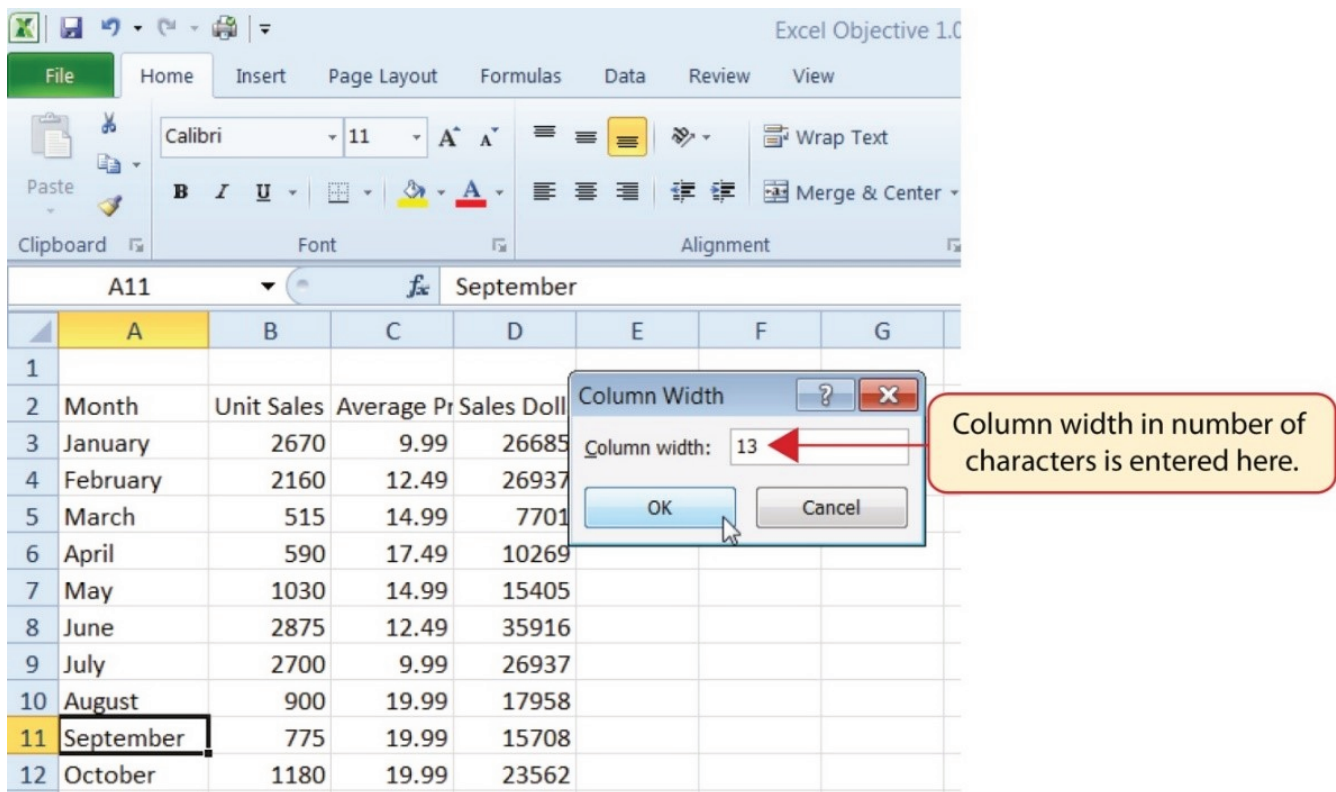 Excel Objective 1.0
File Home Insert Page Layout Formulas Data Review View
Calibri 11 A A Wrap Text
Paste B I U A Merge & Center
Clipboard Font Alignment
A11 fx September
A B C D E F G
1
2 Month Unit Sales Average Pr Sales Doll
3 January 2670 9.99 26685
4 February 2160 12.49 26937
5 March 515 14.99 7701
6 April 590 17.49 10269
7 May 1030 14.99 15405
8 June 2875 12.49 35916
9 July 2700 9.99 26937
10 August 900 19.99 17958
11 September 775 19.99 15708
12 October 1180 19.99 23562
Column Width ?
Column width: 13
OK Cancel
Column width in number of
characters is entered here.